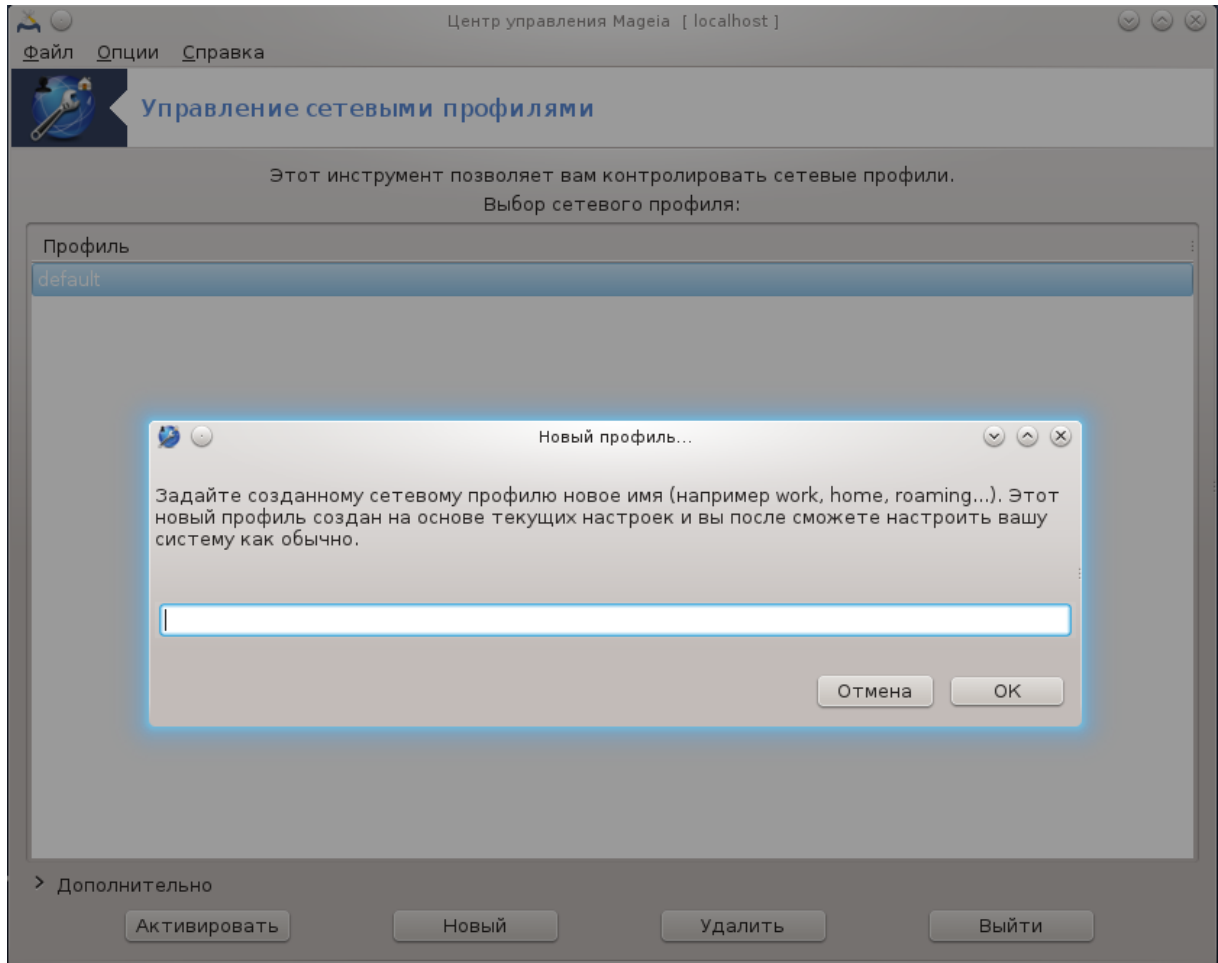 Центр управления Mageia [ localhost ]
Файл Опции Справка
Управление сетевыми профилями
Этот инструмент позволяет вам контролировать сетевые профили.
Выбор сетевого профиля:
Профиль
default
Новый профиль...
Задайте созданному сетевому профилю новое имя (например work, home, roaming...). Этот
новый профиль создан на основе текущих настроек и вы после сможете настроить вашу
систему как обычно.
Отмена OK
> Дополнительно
Активировать Новый Удалить Выйти